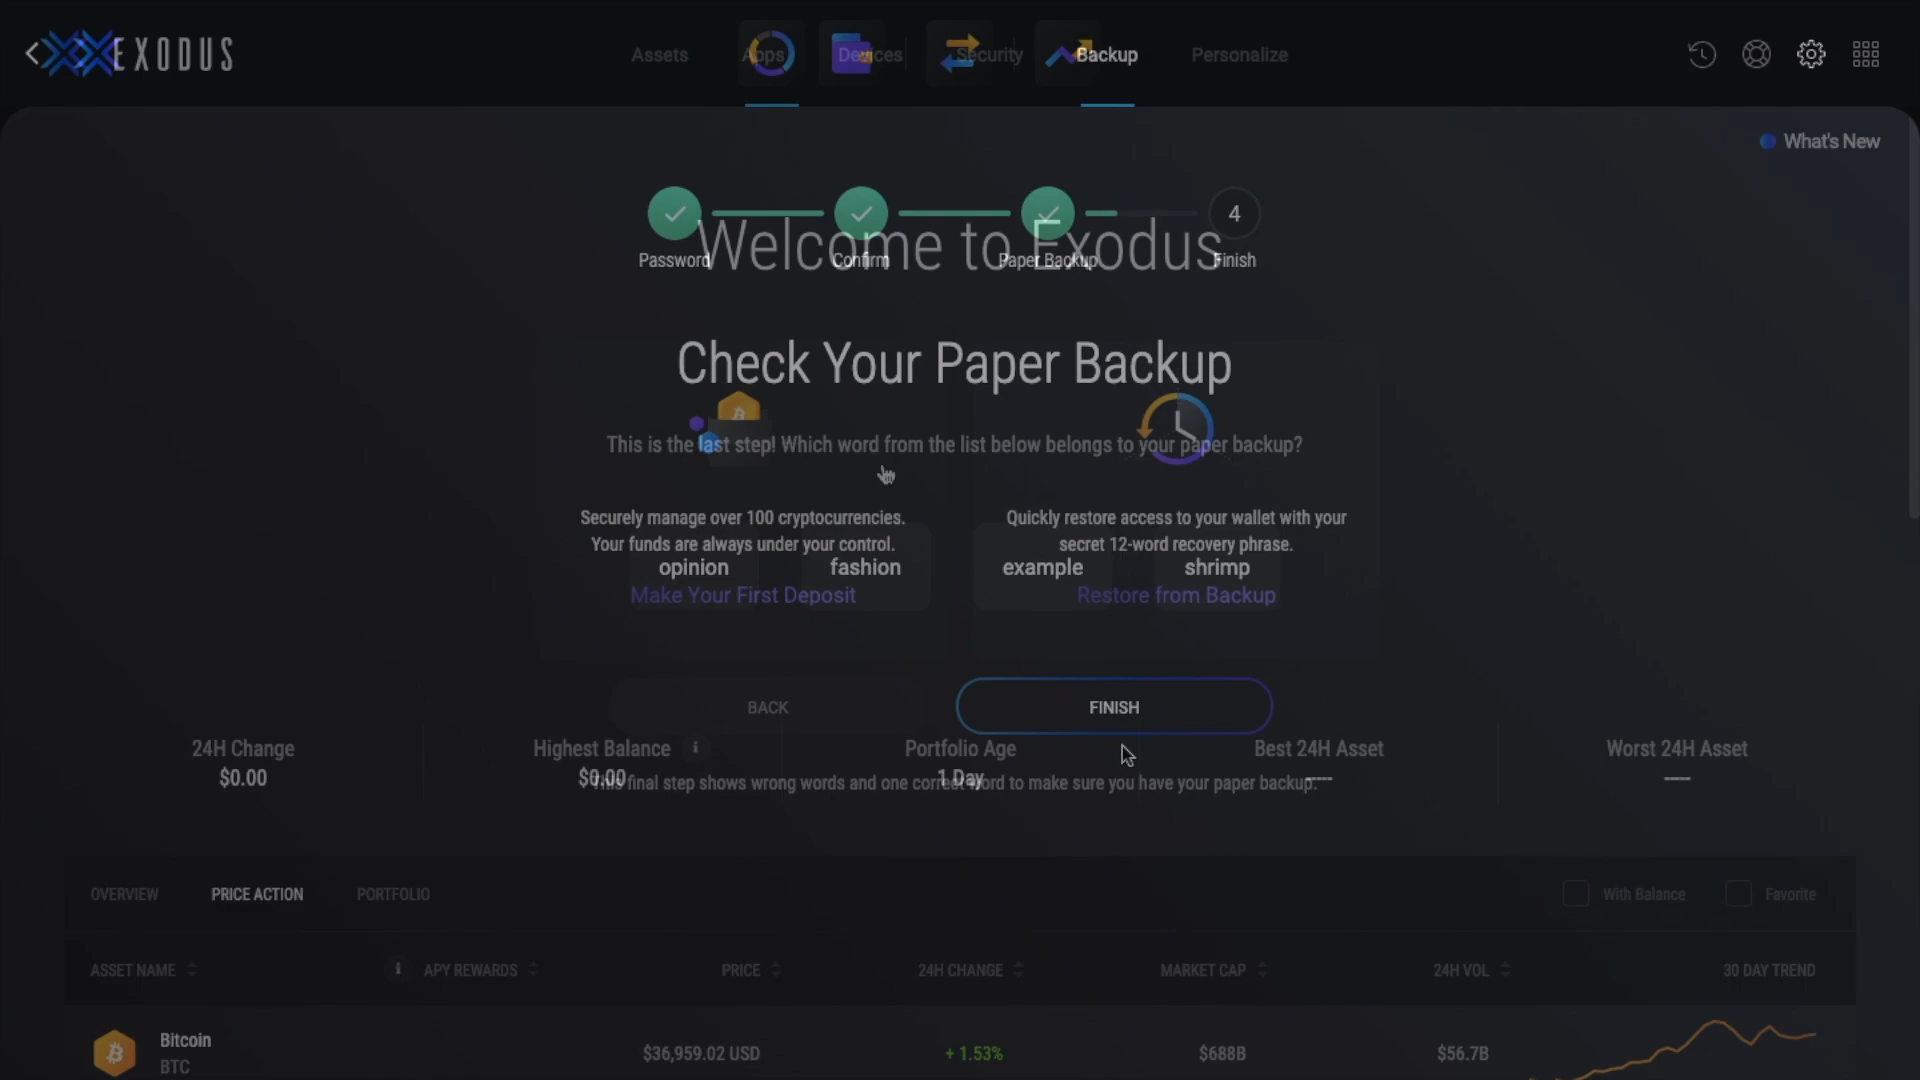 EXODUS
Assets Apps Devices Security Backup Personalize
What's New
4
Password Confirm Paper Backup Finish
Welcome to Exodus
Check Your Paper Backup
This is the last step! Which word from the list below belongs to your paper backup?
Securely manage over 100 cryptocurrencies.
Your funds are always under your control.
Quickly restore access to your wallet with your
secret 12-word recovery phrase.
opinion fashion example shrimp
Make Your First Deposit Restore from Backup
BACK FINISH
24H Change Highest Balance i Portfolio Age Best 24H Asset Worst 24H Asset
$0.00 $0.00 1 Day ----- -----
This final step shows wrong words and one correct word to make sure you have your paper backup.
OVERVIEW PRICE ACTION PORTFOLIO With Balance Favorite
ASSET NAME i APY REWARDS PRICE 24H CHANGE MARKET CAP 24H VOL 30 DAY TREND
Bitcoin
BTC
$36,959.02 USD + 1.53% $688B $56.7B